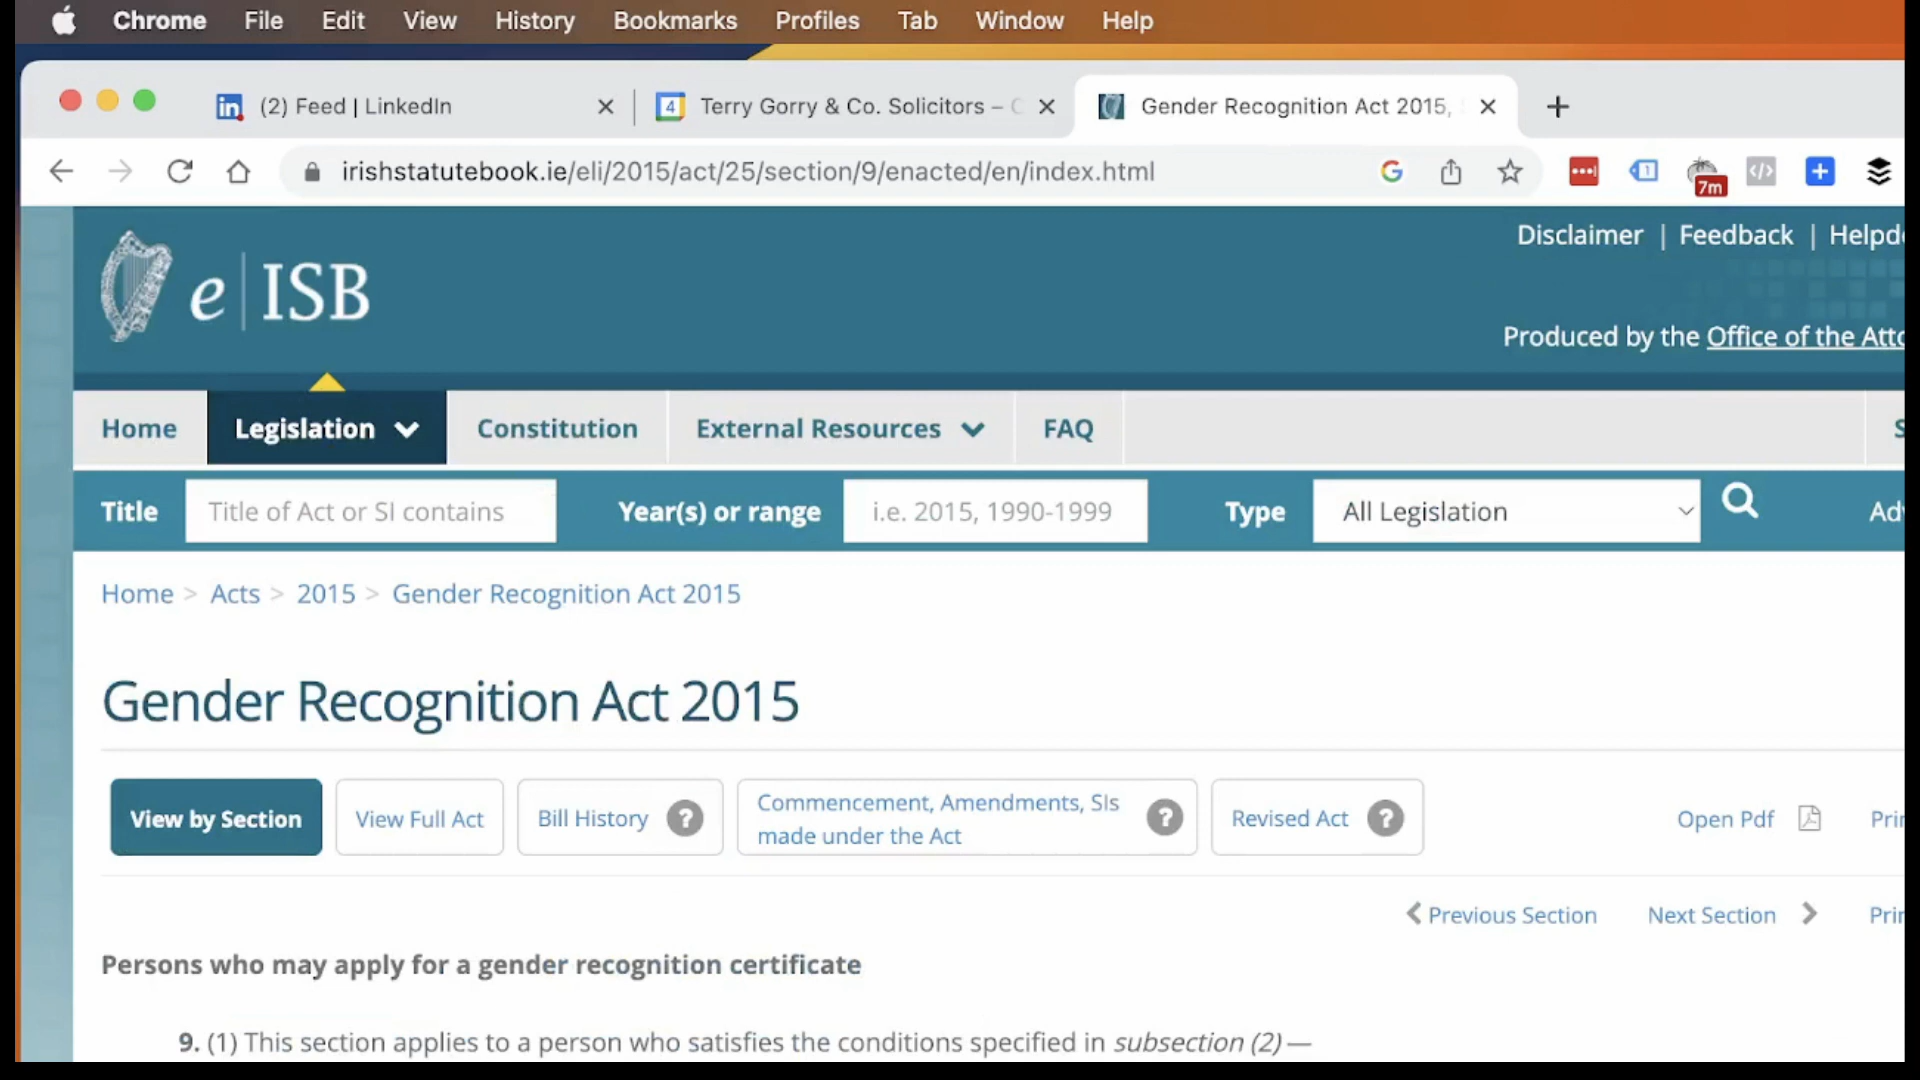 Chrome File Edit View History Bookmarks Profiles Tab Window Help
in (2) Feed | LinkedIn 4 Terry Gorry & Co. Solicitors – Gender Recognition Act 2015,
irishstatutebook.ie/eli/2015/act/25/section/9/enacted/en/index.html G 1 7m
Disclaimer | Feedback |
e ISB
Produced by the Office of the
Home Legislation Constitution External Resources FAQ
Title Title of Act or SI contains Year(s) or range i.e. 2015, 1990-1999 Type All Legislation
Home > Acts > 2015 > Gender Recognition Act 2015
Gender Recognition Act 2015
View by Section View Full Act Bill History ? Commencement, Amendments, SIs
made under the Act ? Revised Act ? Open Pdf
Previous Section Next Section
Persons who may apply for a gender recognition certificate
9. (1) This section applies to a person who satisfies the conditions specified in subsection (2) —